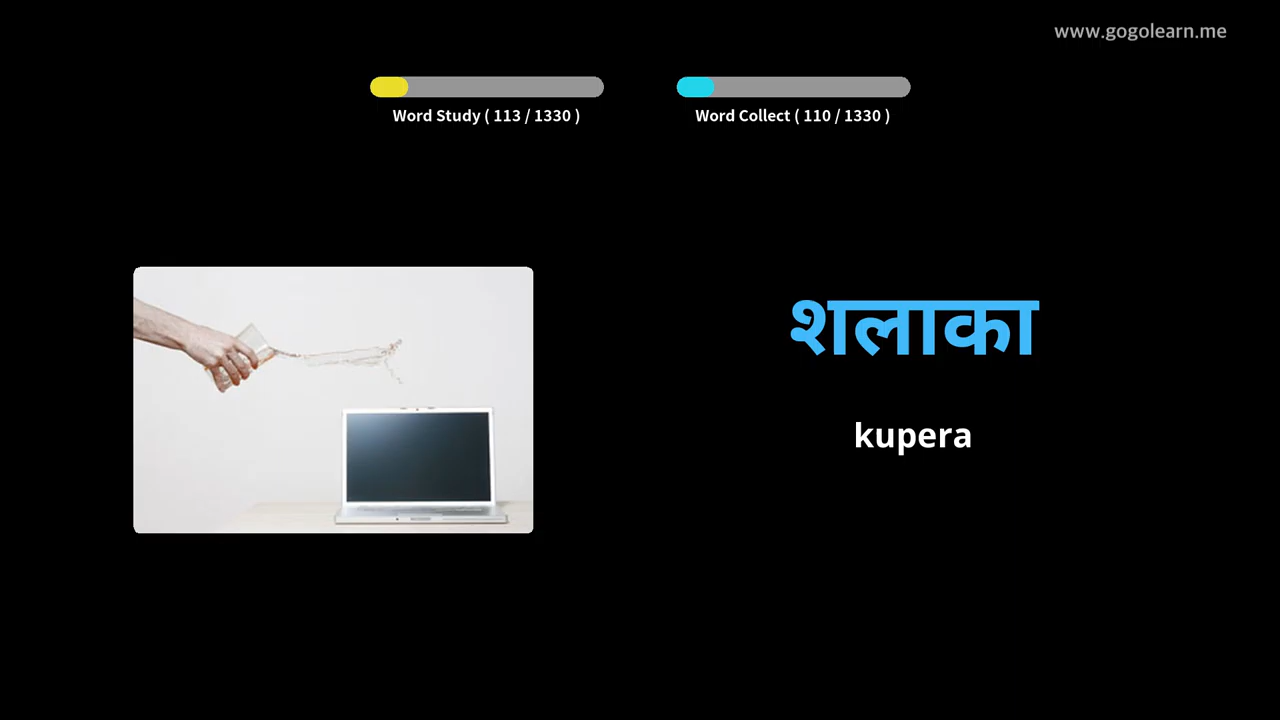 www.gogolearn.me
Word Study ( 113 / 1330 )
Word Collect ( 110 / 1330 )
शलाका
kupera